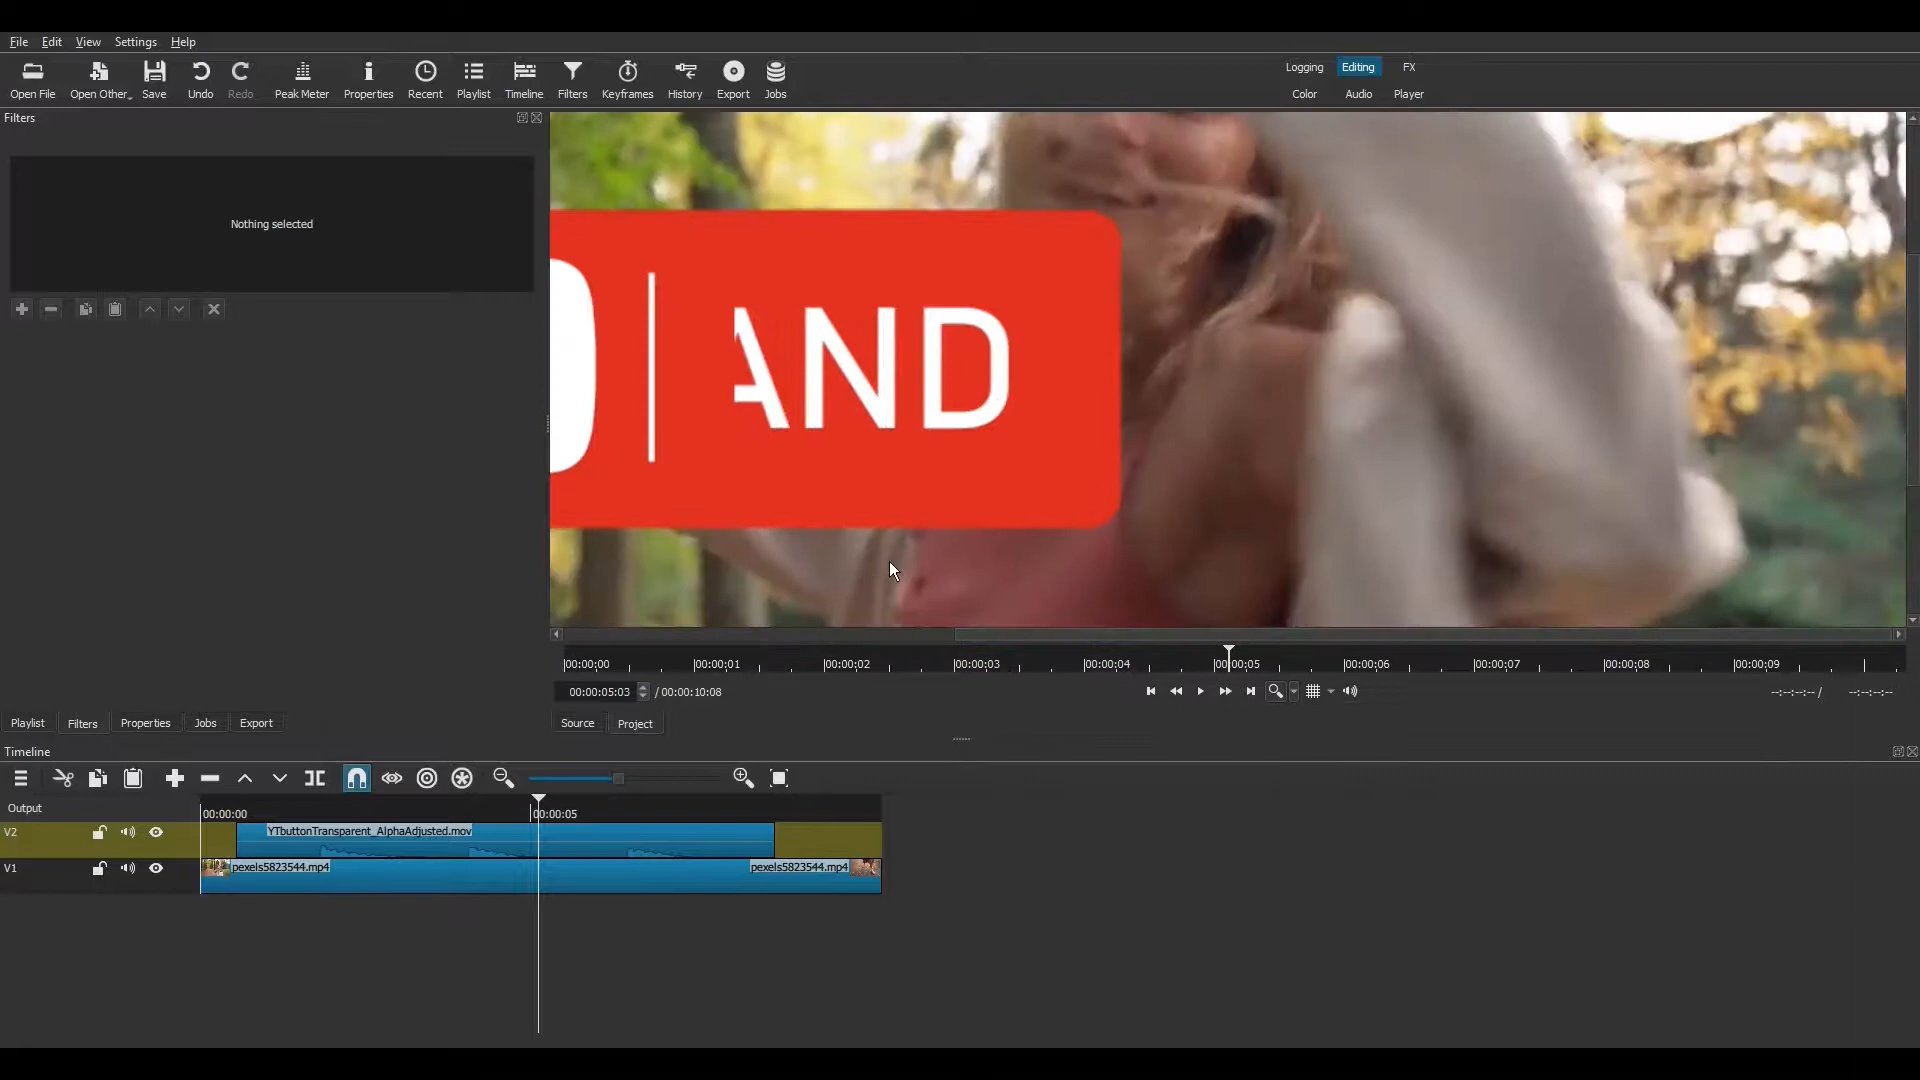 File Edit View Settings Help
Open File Open Other Save Undo Redo Peak Meter Properties Recent Playlist Timeline Filters Keyframes History Export Jobs
Logging Editing FX
Color Audio Player
Filters
Nothing selected
AND
00:00:00 00:00:01 00:00:02 00:00:03 00:00:04 00:00:05 00:00:06 00:00:07 00:00:08 00:00:09
00:00:05:03 / 00:00:10:08 --:--:--:-- / --:--:--:--
Playlist Filters Properties Jobs Export
Source Project
Timeline
Output
00:00:00 00:00:05
V2 YTbuttonTransparent_AlphaAdjusted.mov
V1 pexels5823544.mp4 pexels5823544.mp4